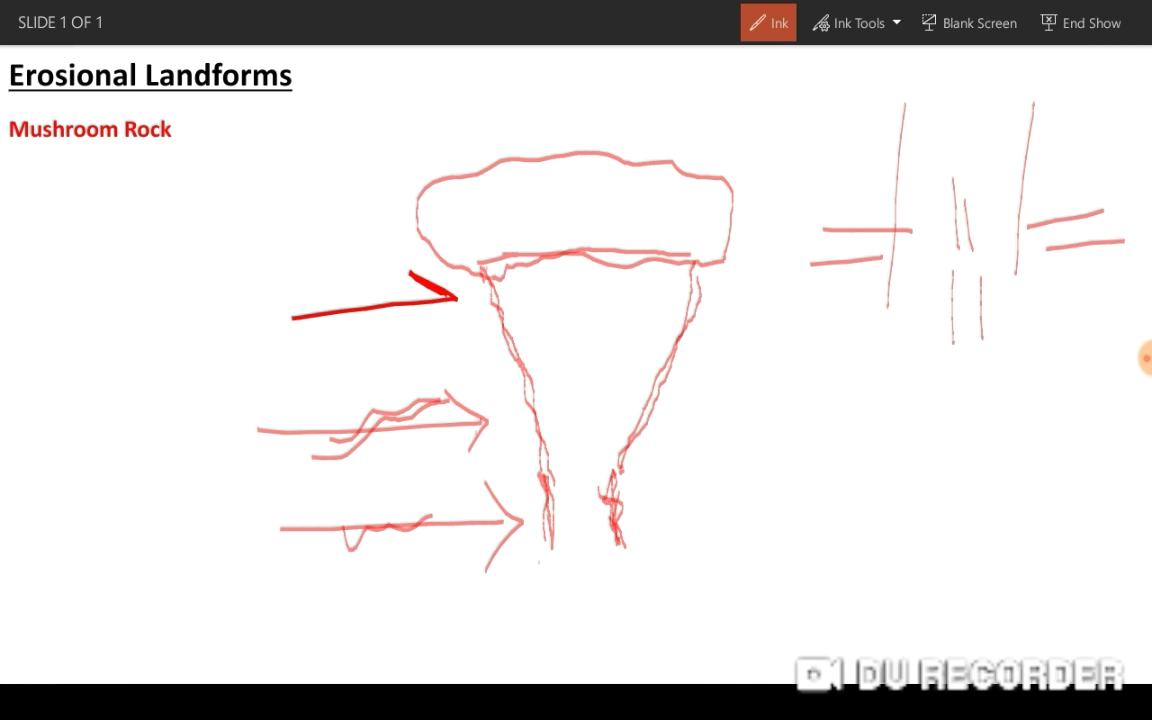 SLIDE 1 OF 1
Ink
Ink Tools
Blank Screen
End Show
Erosional Landforms
Mushroom Rock
DU RECORDER